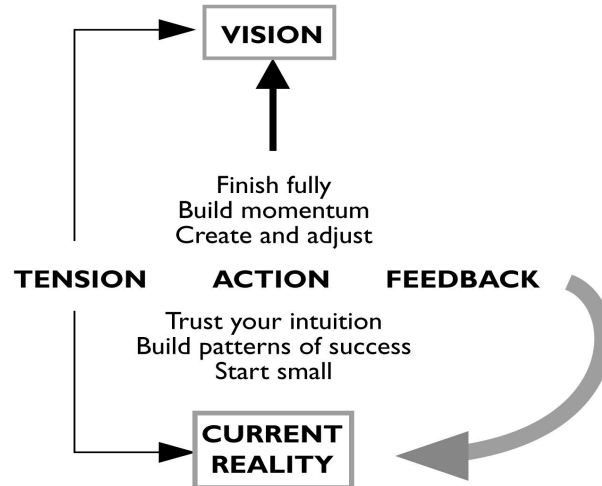 VISION
Finish fully
Build momentum
Create and adjust
TENSION ACTION FEEDBACK
Trust your intuition
Build patterns of success
Start small
CURRENT
REALITY